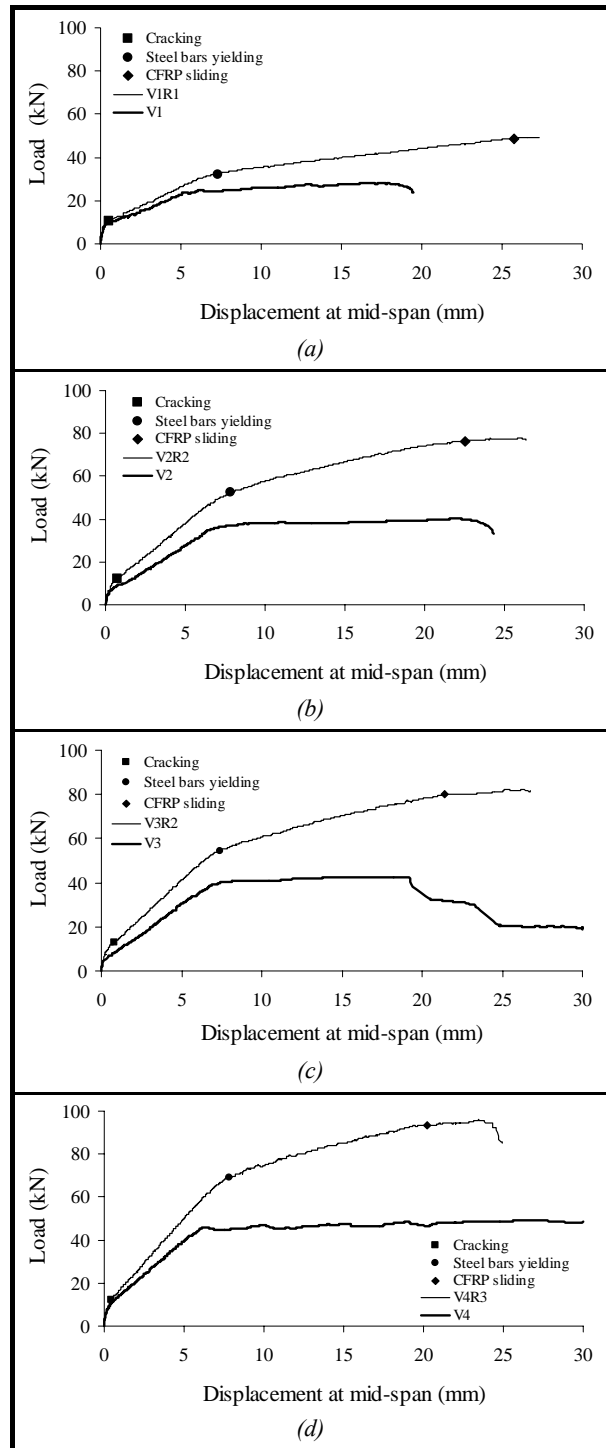 Cracking
Steel bars yielding
CFRP sliding
V1R1
V1
100
80
60
40
20
0
Load (kN)
0 5 10 15 20 25 30
Displacement at mid-span (mm)
(a)
Cracking
Steel bars yielding
CFRP sliding
V2R2
V2
100
80
60
40
20
0
Load (kN)
0 5 10 15 20 25 30
Displacement at mid-span (mm)
(b)
Cracking
Steel bars yielding
CFRP sliding
V3R2
V3
100
80
60
40
20
0
Load (kN)
0 5 10 15 20 25 30
Displacement at mid-span (mm)
(c)
100
80
60
40
20
0
Load (kN)
Cracking
Steel bars yielding
CFRP sliding
V4R3
V4
0 5 10 15 20 25 30
Displacement at mid-span (mm)
(d)